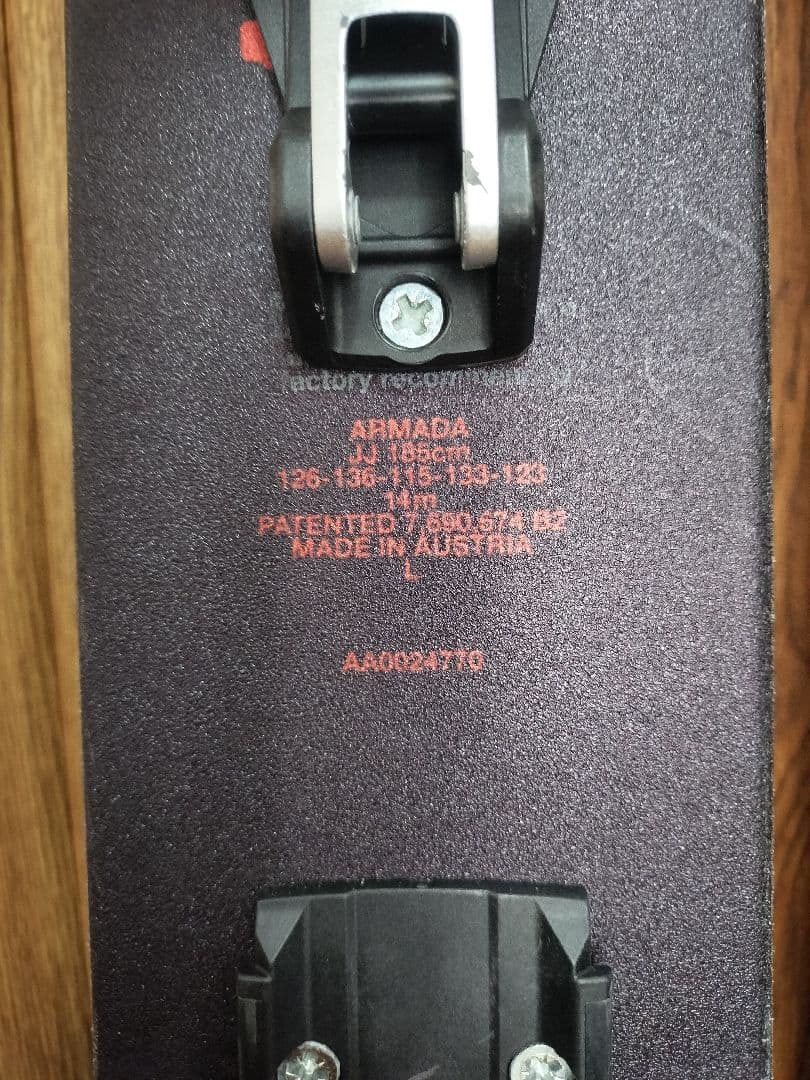 factory recommended
ARMADA
JJ 185cm
126-136-115-133-123
14m
PATENTED 7,690,674 B2
MADE IN AUSTRIA
L
AA0024770